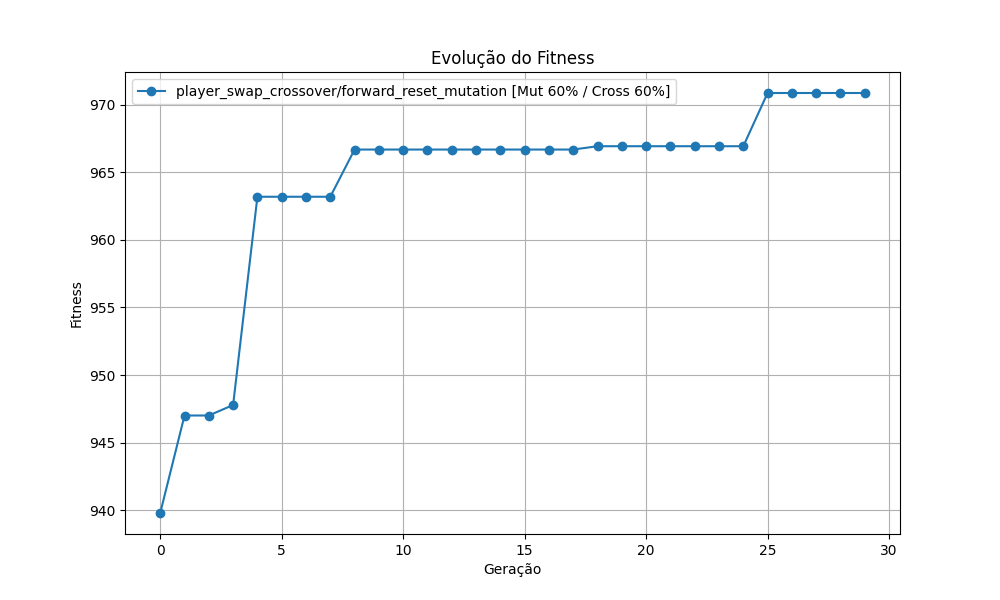 Evolução do Fitness
player_swap_crossover/forward_reset_mutation [Mut 60% / Cross 60%]
970
965
960
955
950
945
940
Fitness
0 5 10 15 20 25 30
Geração